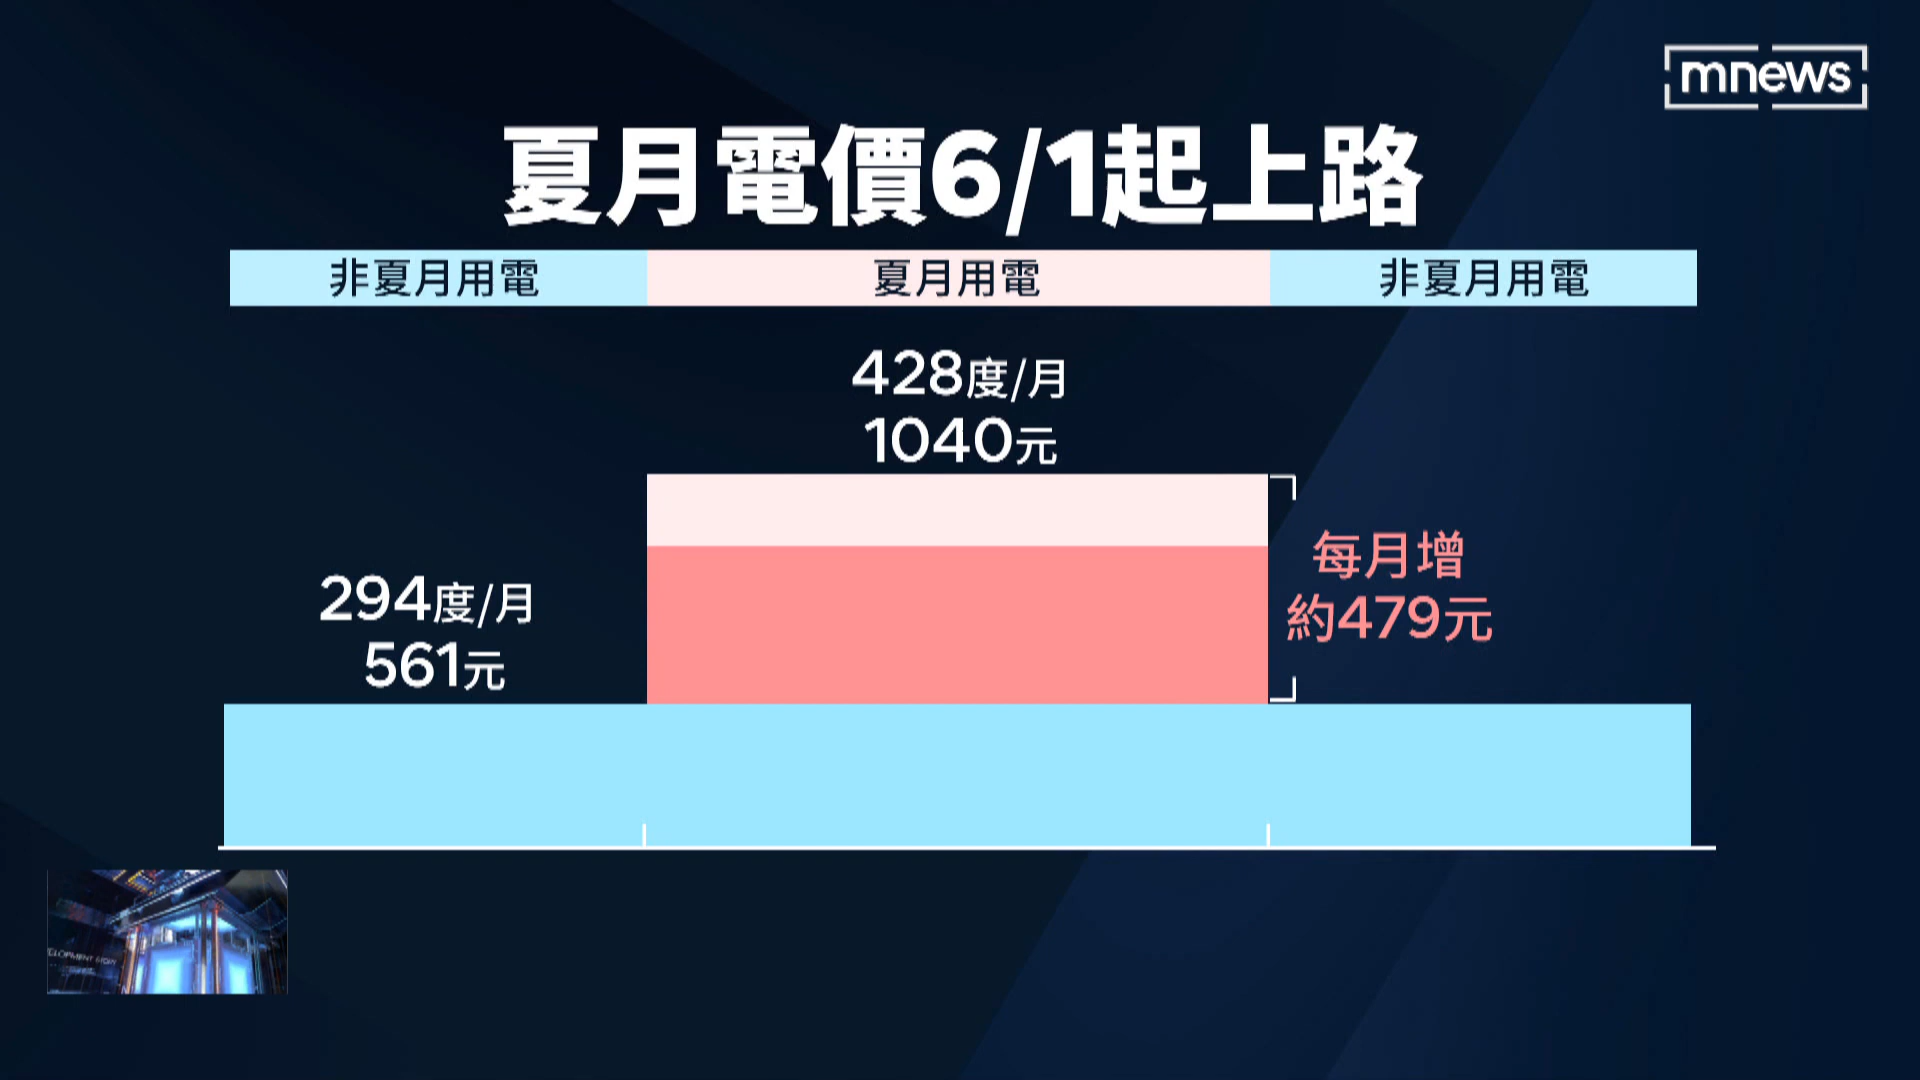 mnews
夏月電價6/1起上路
非夏月用電
夏月用電
非夏月用電
428度/月
1040元
294度/月
561元
每月增
約479元